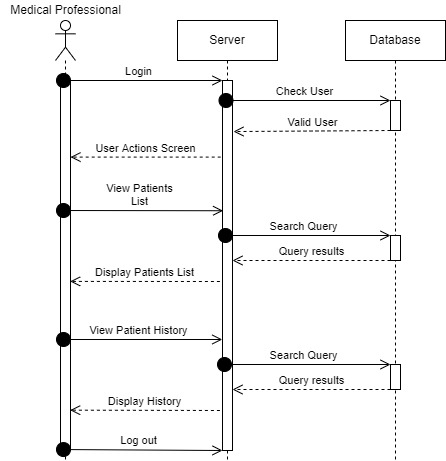 Medical Professional
Server
Database
Login
Check User
Valid User
User Actions Screen
View Patients
List
Search Query
Query results
Display Patients List
View Patient History
Search Query
Query results
Display History
Log out